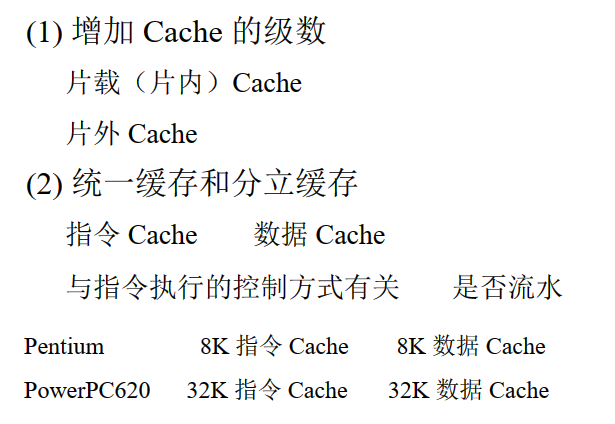 (1) 增加 Cache 的级数
片载（片内）Cache
片外 Cache
(2) 统一缓存和分立缓存
指令 Cache 数据 Cache
与指令执行的控制方式有关 是否流水
Pentium 8K 指令 Cache 8K 数据 Cache
PowerPC620 32K 指令 Cache 32K 数据 Cache